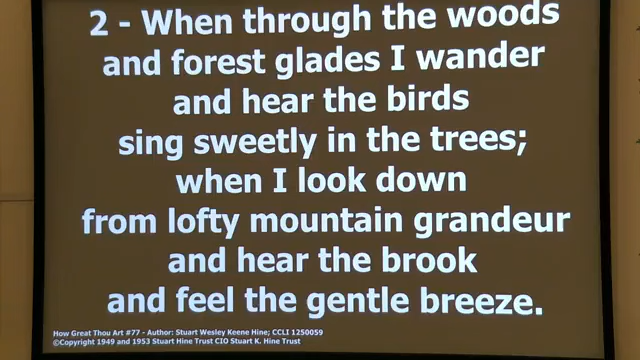 2 - When through the woods
and forest glades I wander
and hear the birds
sing sweetly in the trees;
when I look down
from lofty mountain grandeur
and hear the brook
and feel the gentle breeze.
How Great Thou Art #77 - Author: Stuart Wesley Keene Hine; CCLI 1250059
©Copyright 1949 and 1953 Stuart Hine Trust CIO Stuart K. Hine Trust